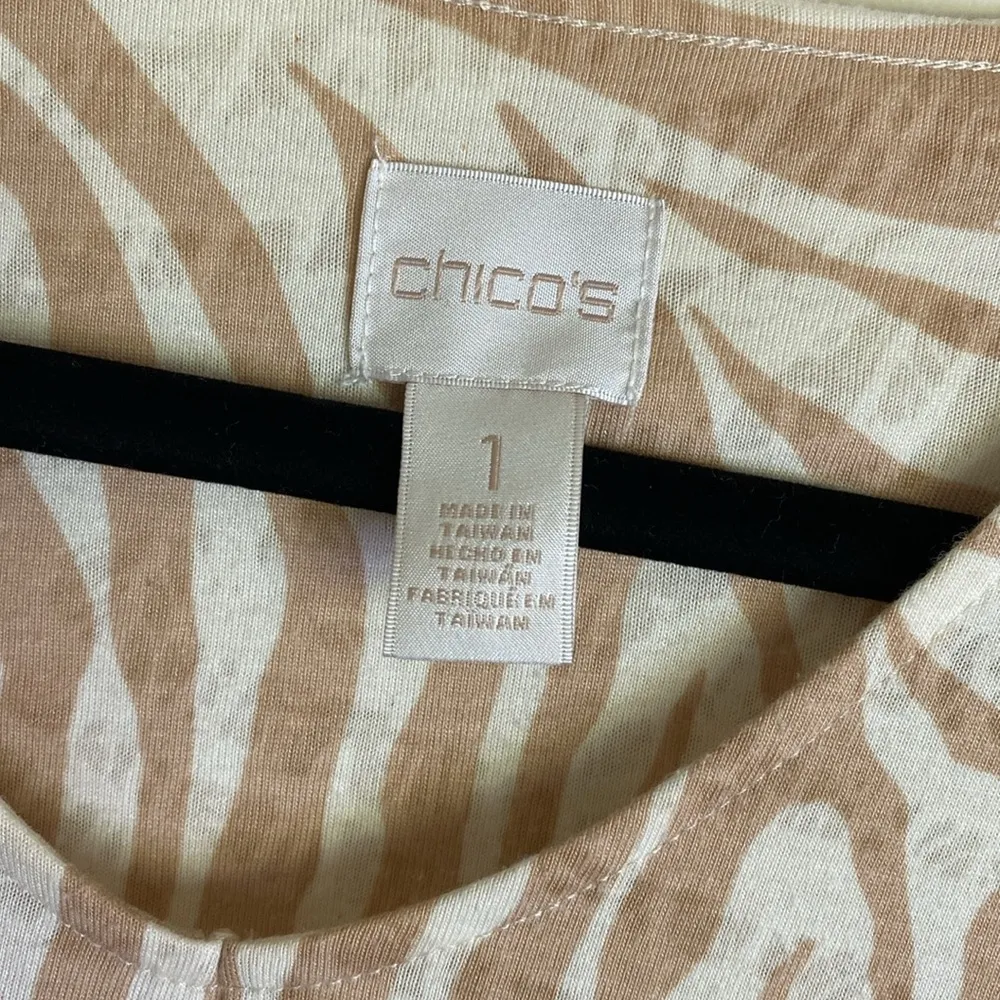 chico's
1
MADE IN
TAIWAN
HECHO EN
TAIWÁN
FABRIQUÉ EN
TAIWAN